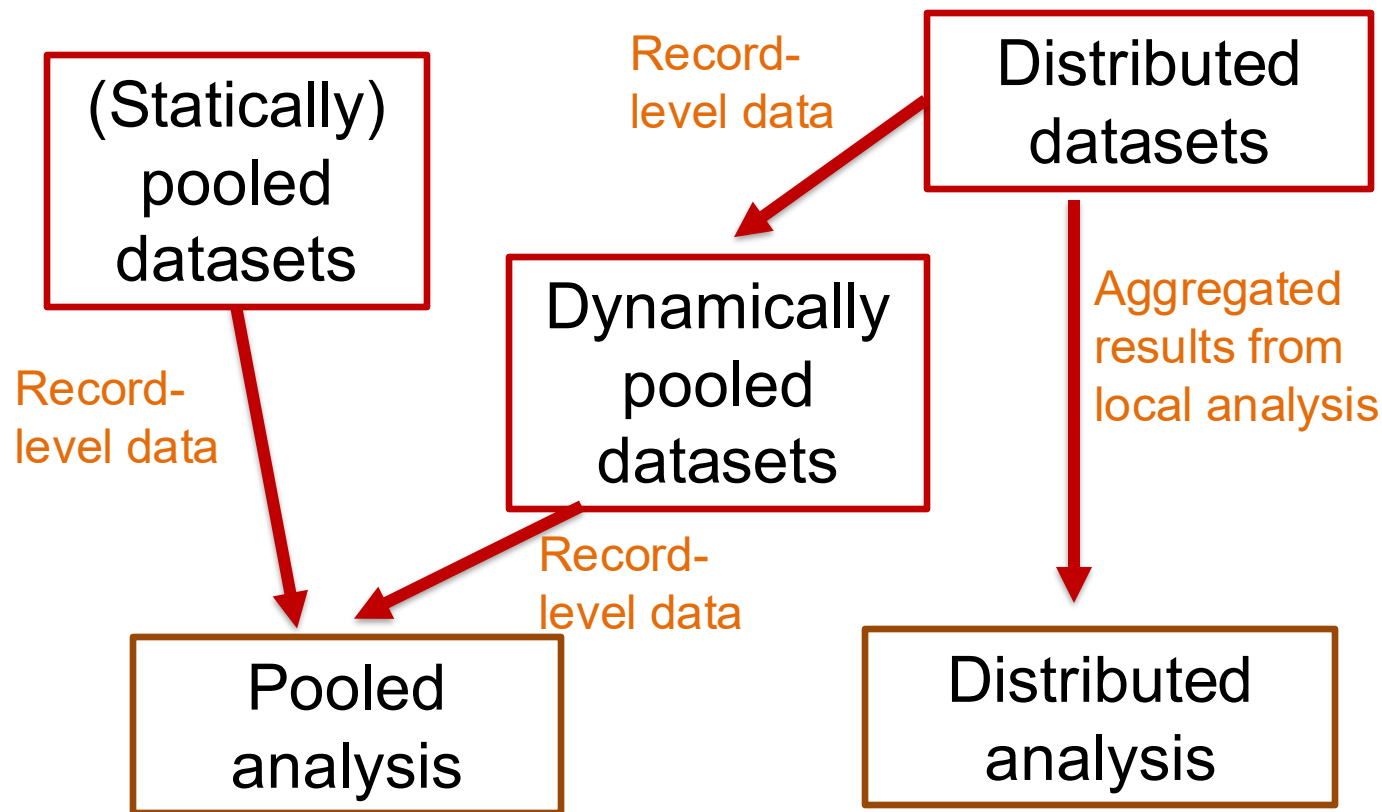 (Statically)
pooled
datasets
Record-
level data
Distributed
datasets
Dynamically
pooled
datasets
Aggregated
results from
local analysis
Record-
level data
Record-
level data
Pooled
analysis
Distributed
analysis